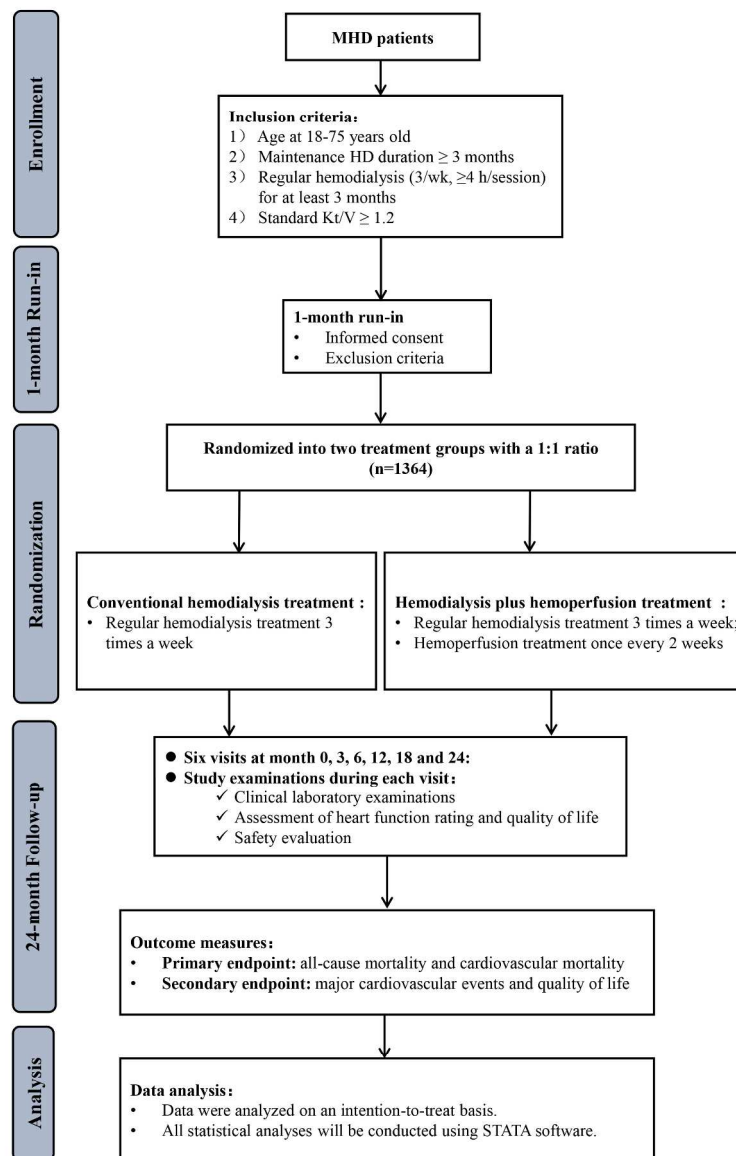 MHD patients
Enrollment
Inclusion criteria：
1） Age at 18-75 years old
2） Maintenance HD duration ≥ 3 months
3） Regular hemodialysis (3/wk, ≥4 h/session)
for at least 3 months
4） Standard Kt/V ≥ 1.2
1-month Run-in
1-month run-in
• Informed consent
• Exclusion criteria
Randomization
Randomized into two treatment groups with a 1:1 ratio
(n=1364)
Conventional hemodialysis treatment：
• Regular hemodialysis treatment 3
times a week
Hemodialysis plus hemoperfusion treatment ：
• Regular hemodialysis treatment 3 times a week;
• Hemoperfusion treatment once every 2 weeks
24-month Follow-up
● Six visits at month 0, 3, 6, 12, 18 and 24:
● Study examinations during each visit：
✓ Clinical laboratory examinations
✓ Assessment of heart function rating and quality of life
✓ Safety evaluation
Outcome measures：
• Primary endpoint: all-cause mortality and cardiovascular mortality
• Secondary endpoint: major cardiovascular events and quality of life
Analysis
Data analysis：
• Data were analyzed on an intention-to-treat basis.
• All statistical analyses will be conducted using STATA software.